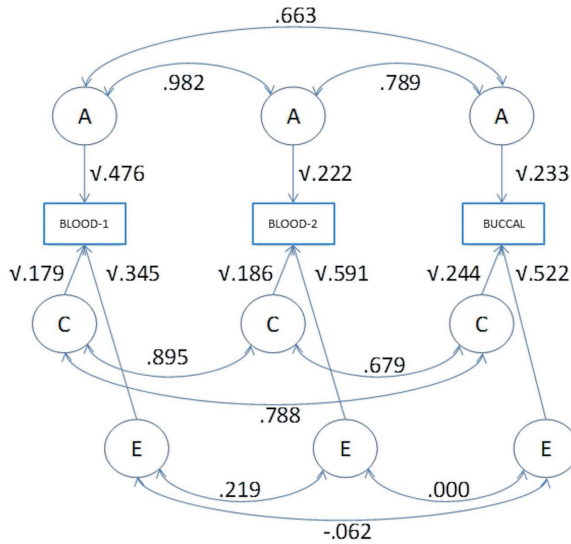 .663
.982 .789
A A A
√.476 √.222 √.233
BLOOD-1 BLOOD-2 BUCCAL
√.179 √.345 √.186 √.591 √.244 √.522
C C C
.895 .679
.788
E E E
.219 .000
-.062